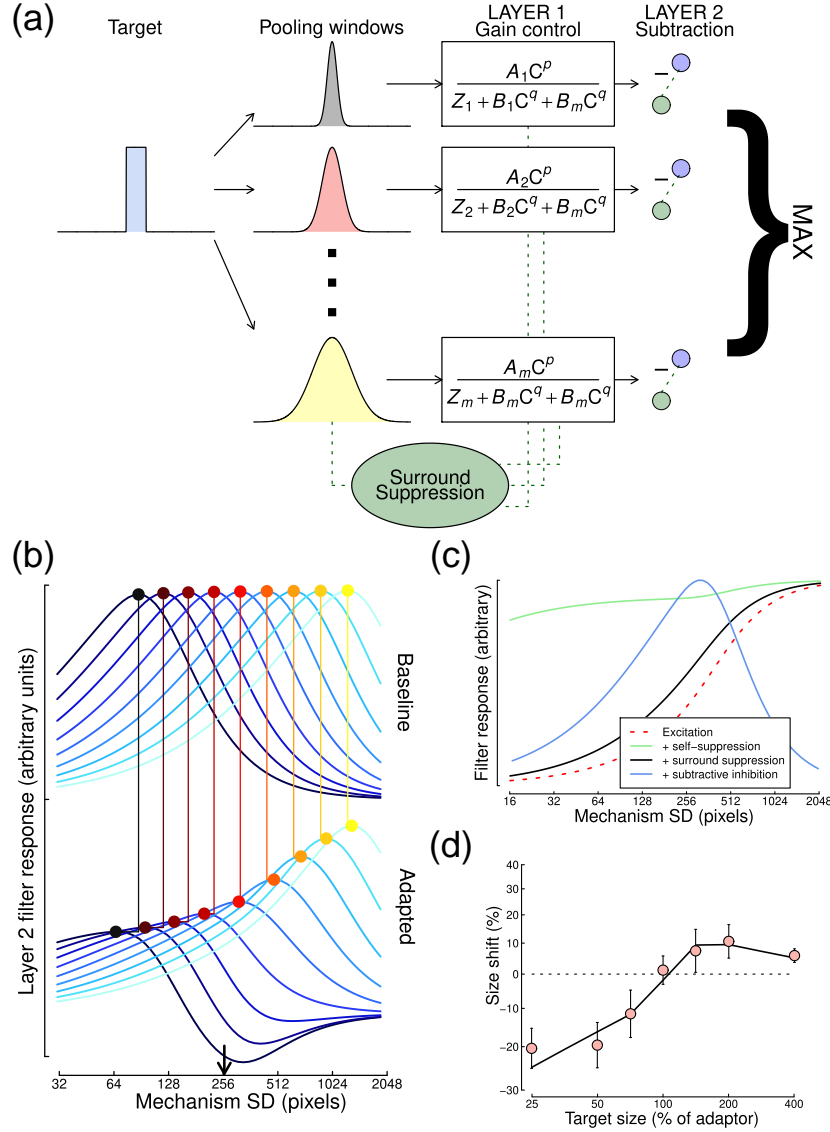 (a)
Target
Pooling windows
LAYER 1
Gain control
LAYER 2
Subtraction
A₁Cᵖ
Z₁ + B₁C^q + BₘC^q
–
A₂Cᵖ
Z₂ + B₂C^q + BₘC^q
–
AₘCᵖ
Zₘ + BₘC^q + BₘC^q
–
}
MAX
Surround
Suppression
(b)
Layer 2 filter response (arbitrary units)
Baseline
Adapted
32 64 128 256 512 1024 2048
Mechanism SD (pixels)
(c)
Filter response (arbitrary)
Excitation
+ self-suppression
+ surround suppression
+ subtractive inhibition
16 32 64 128 256 512 1024 2048
Mechanism SD (pixels)
(d)
Size shift (%)
40
30
20
10
0
-10
-20
-30
25 50 100 200 400
Target size (% of adaptor)